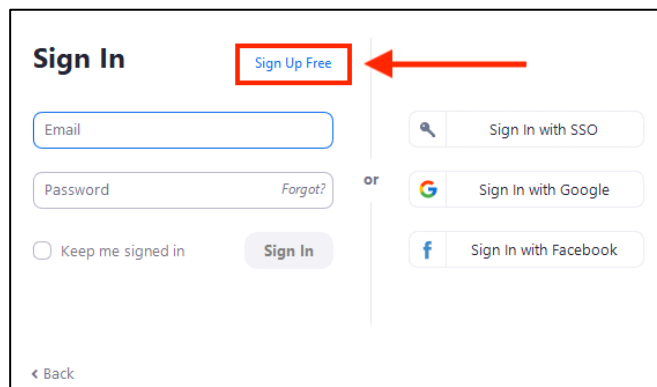 Sign In
Sign Up Free
Email
Password Forgot?
Keep me signed in
Sign In
or
Sign In with SSO
Sign In with Google
Sign In with Facebook
Back